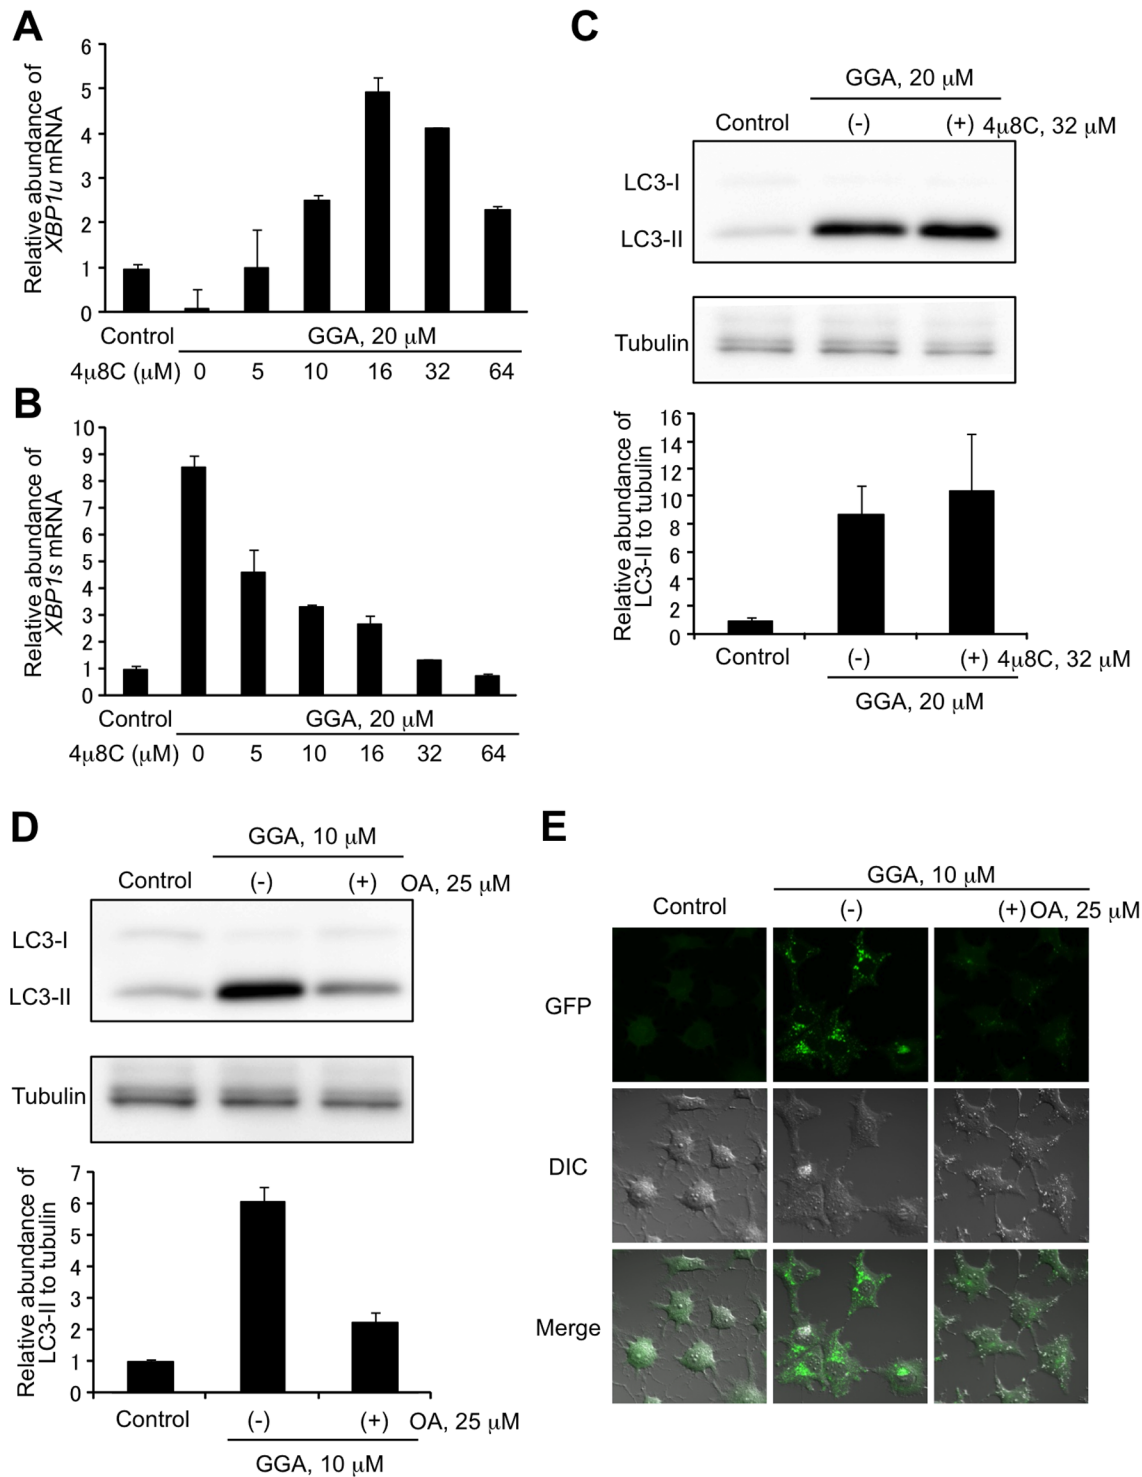 A
Relative abundance of
XBP1u mRNA
6
5
4
3
2
1
0
Control
GGA, 20 μM
4μ8C (μM) 0 5 10 16 32 64
B
Relative abundance of
XBP1s mRNA
10
9
8
7
6
5
4
3
2
1
0
Control
GGA, 20 μM
4μ8C (μM) 0 5 10 16 32 64
C
GGA, 20 μM
Control (-) (+) 4μ8C, 32 μM
LC3-I
LC3-II
Tubulin
Relative abundance of
LC3-II to tubulin
16
14
12
10
8
6
4
2
0
Control (-) (+) 4μ8C, 32 μM
GGA, 20 μM
D
GGA, 10 μM
Control (-) (+) OA, 25 μM
LC3-I
LC3-II
Tubulin
Relative abundance of
LC3-II to tubulin
7
6
5
4
3
2
1
0
Control (-) (+) OA, 25 μM
GGA, 10 μM
E
GGA, 10 μM
Control (-) (+) OA, 25 μM
GFP
DIC
Merge